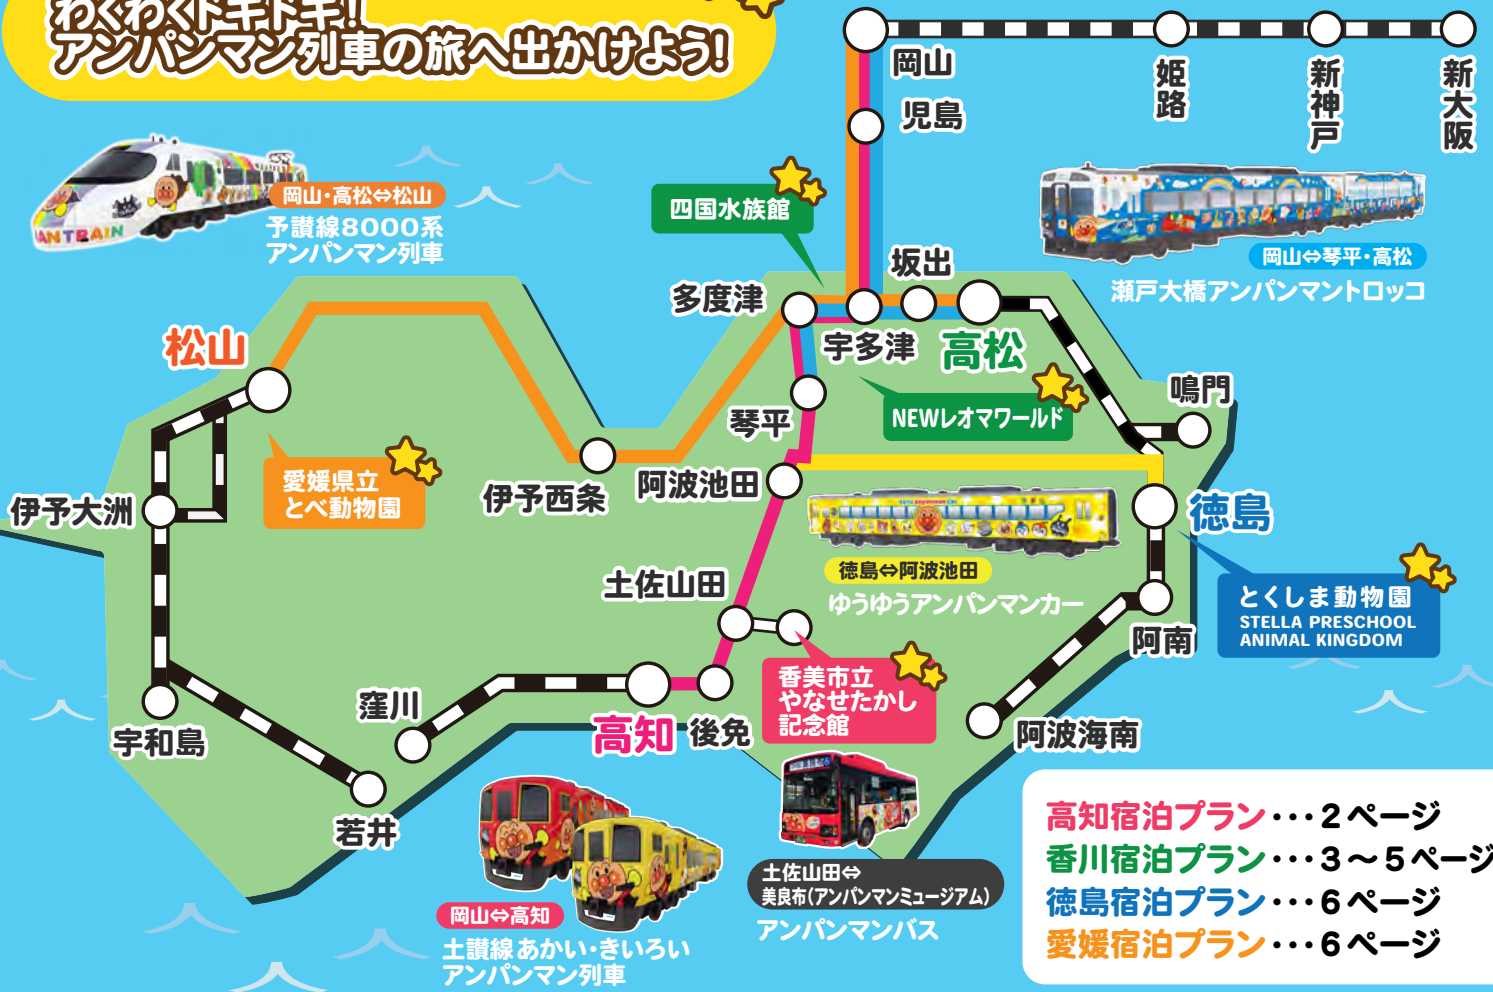 わくわくドキドキ!
アンパンマン列車の旅へ出かけよう!
岡山
姫路
新神戸
新大阪
児島
岡山・高松⇔松山
予讃線8000系
アンパンマン列車
四国水族館
岡山⇔琴平・高松
瀬戸大橋アンパンマントロッコ
坂出
多度津
宇多津
高松
松山
琴平
NEWレオマワールド
鳴門
愛媛県立
とべ動物園
伊予西条
阿波池田
伊予大洲
徳島
徳島⇔阿波池田
ゆうゆうアンパンマンカー
とくしま動物園
STELLA PRESCHOOL
ANIMAL KINGDOM
土佐山田
阿南
香美市立
やなせたかし
記念館
窪川
高知
後免
阿波海南
宇和島
若井
岡山⇔高知
土讃線あかい・きいろい
アンパンマン列車
土佐山田⇔
美良布(アンパンマンミュージアム)
アンパンマンバス
高知宿泊プラン・・・2ページ
香川宿泊プラン・・・3～5ページ
徳島宿泊プラン・・・6ページ
愛媛宿泊プラン・・・6ページ